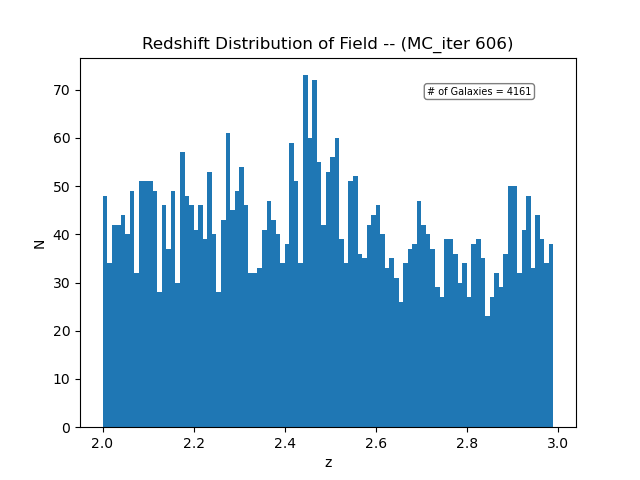 Redshift Distribution of Field -- (MC_iter 606)
# of Galaxies = 4161
70
60
50
40
30
20
10
0
N
2.0 2.2 2.4 2.6 2.8 3.0
z